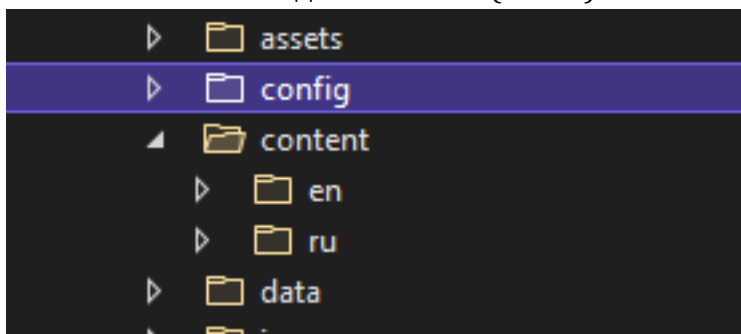 assets
config
content
en
ru
data